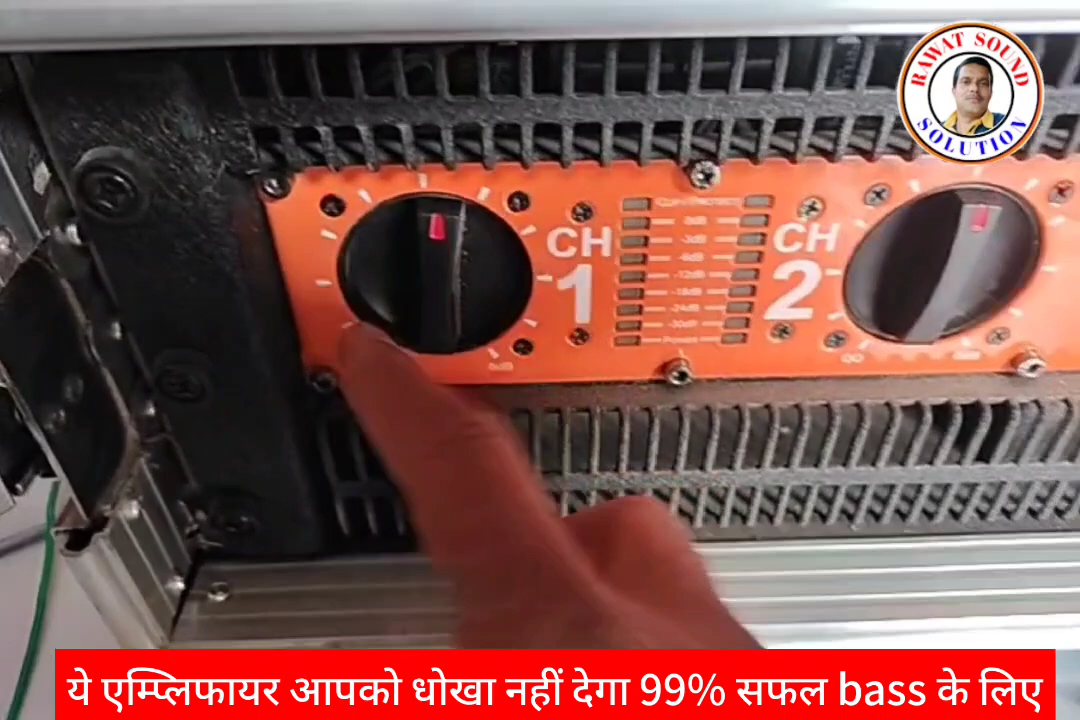 RAWAT SOUND
SOLUTION
CH
1
CH
2
-3dB
-6dB
-12dB
-18dB
-24dB
-30dB
Power
ये एम्प्लिफायर आपको धोखा नहीं देगा 99% सफल bass के लिए